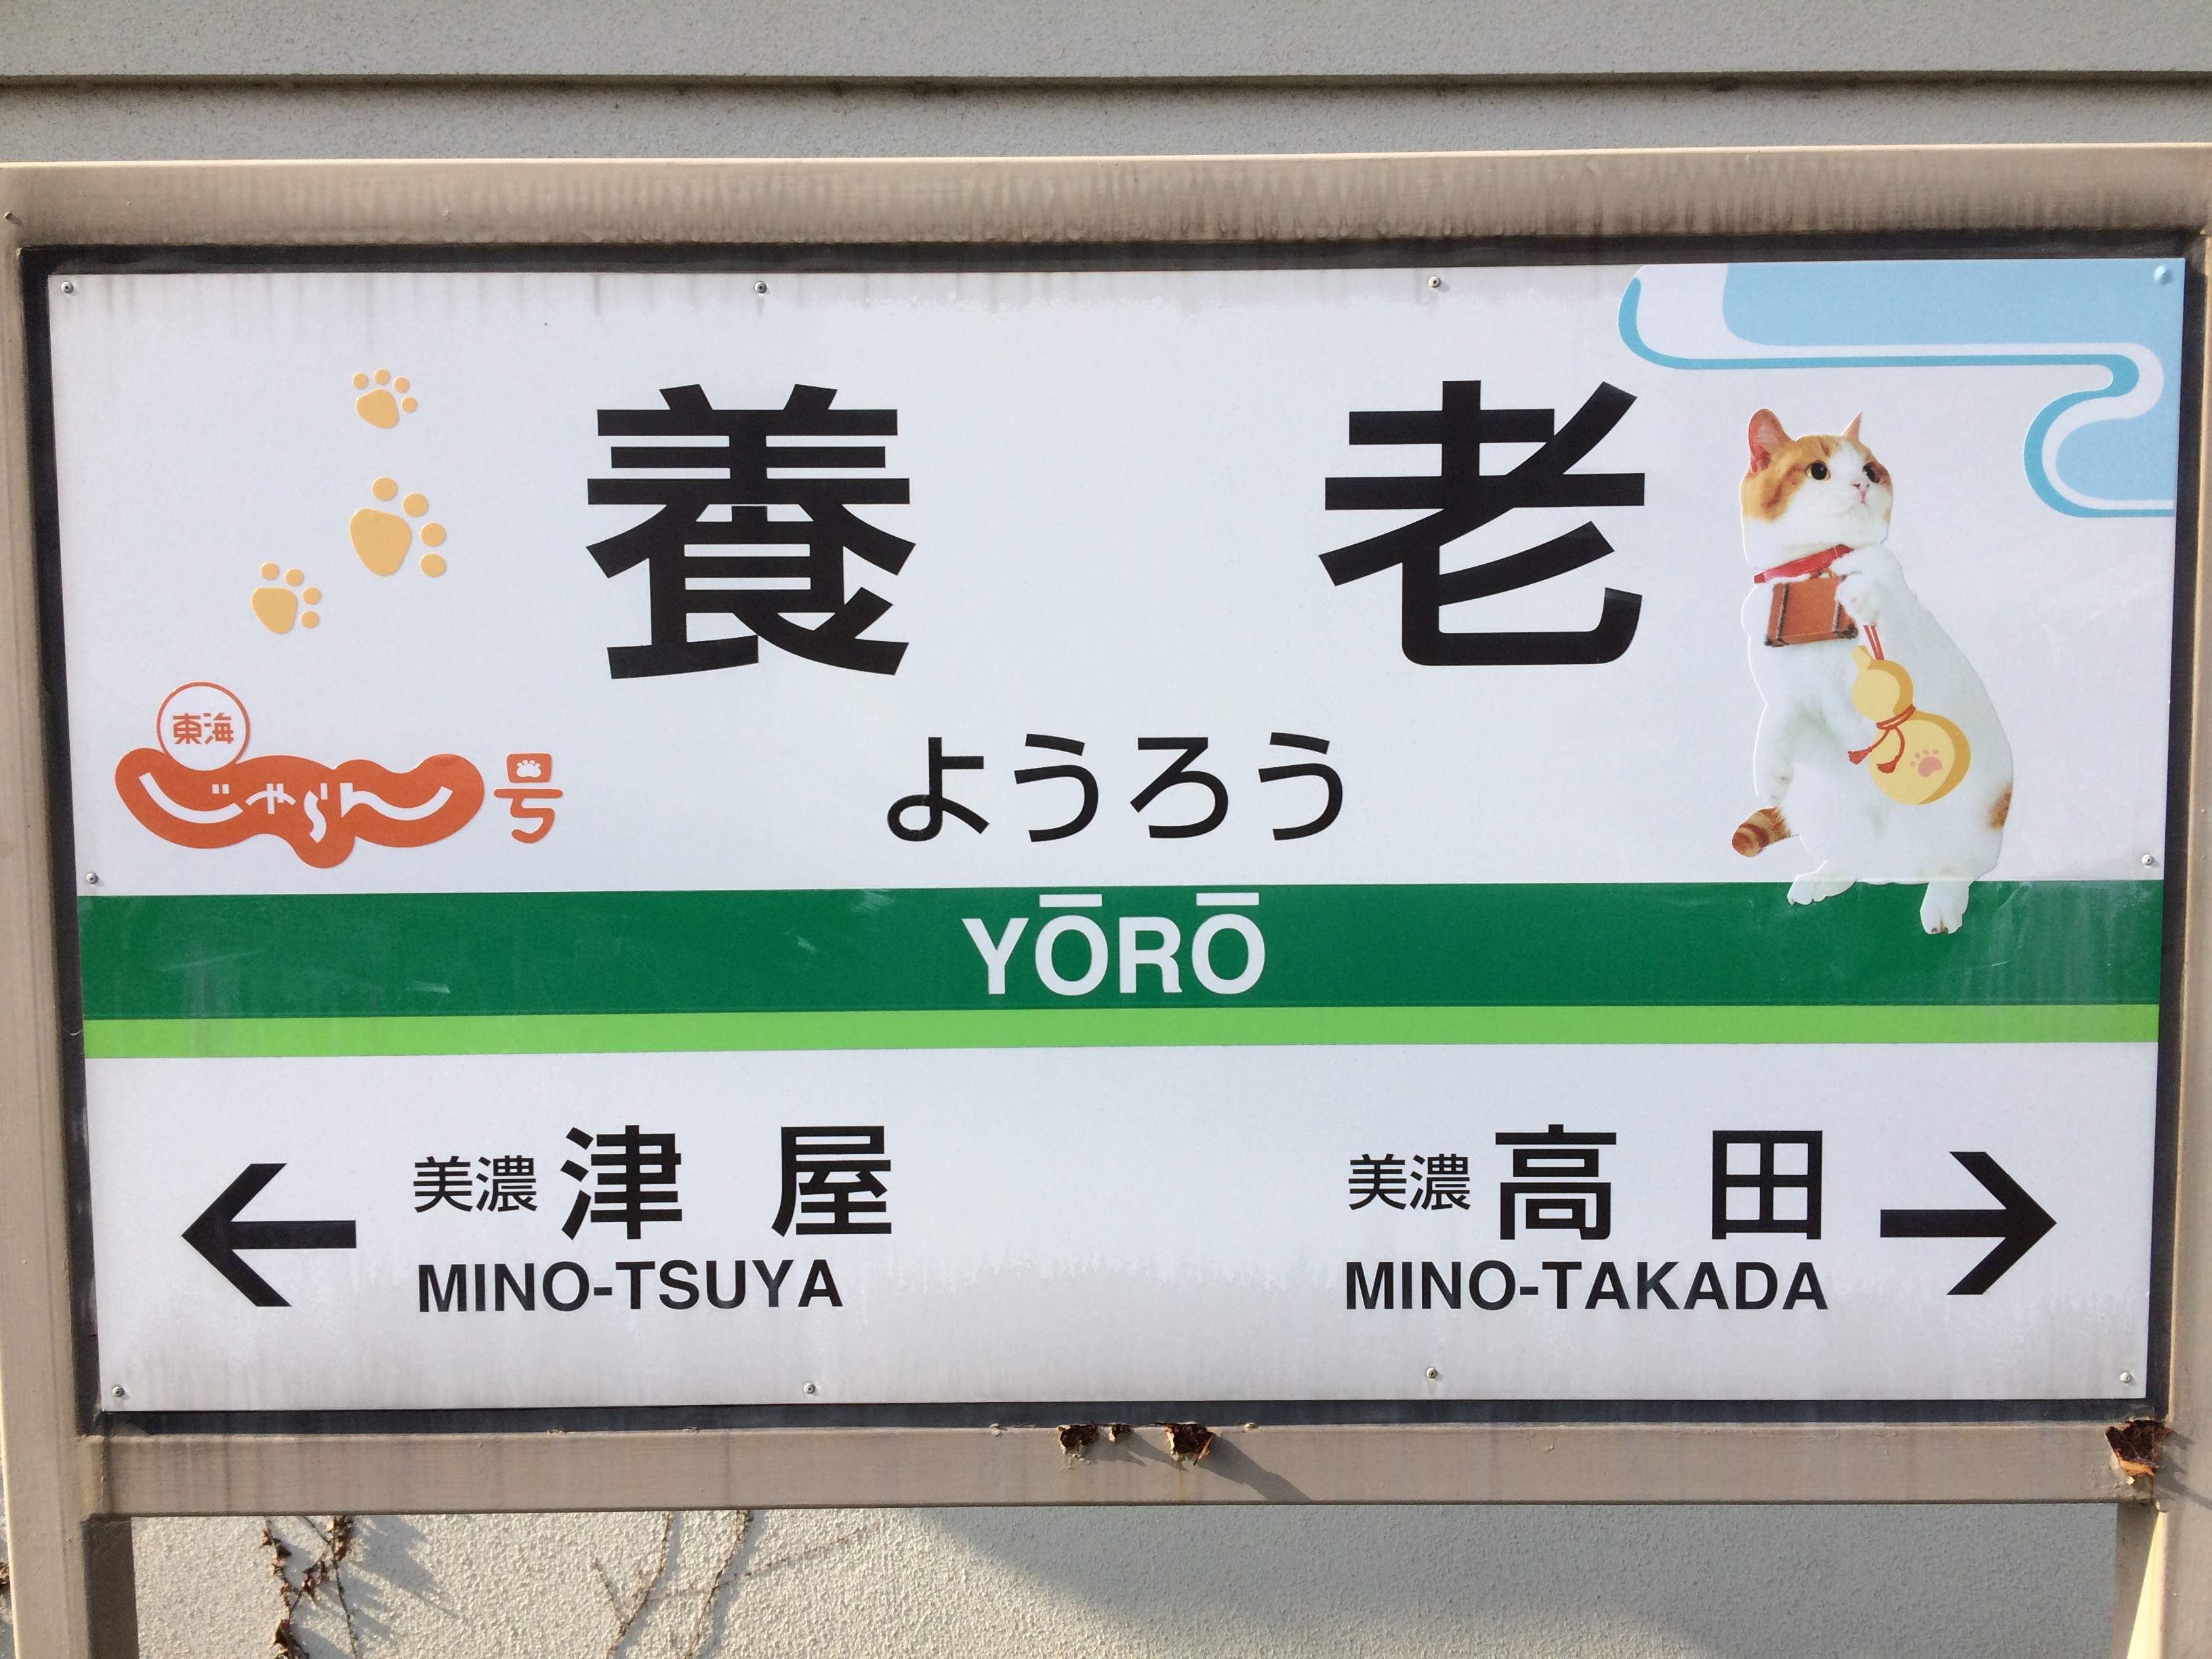 養老
ようろう
東海
じゃらん号
YŌRŌ
美濃津屋
MINO-TSUYA
美濃高田
MINO-TAKADA